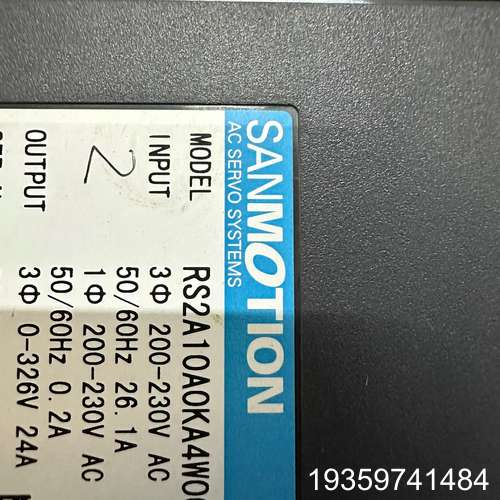 SANMOTION
AC SERVO SYSTEMS
MODEL RS2A10A0KA4W0
INPUT 3Φ 200-230V AC
50/60Hz 26.1A
1Φ 200-230V AC
50/60Hz 0.2A
OUTPUT 3Φ 0-326V 24A
2
19359741484